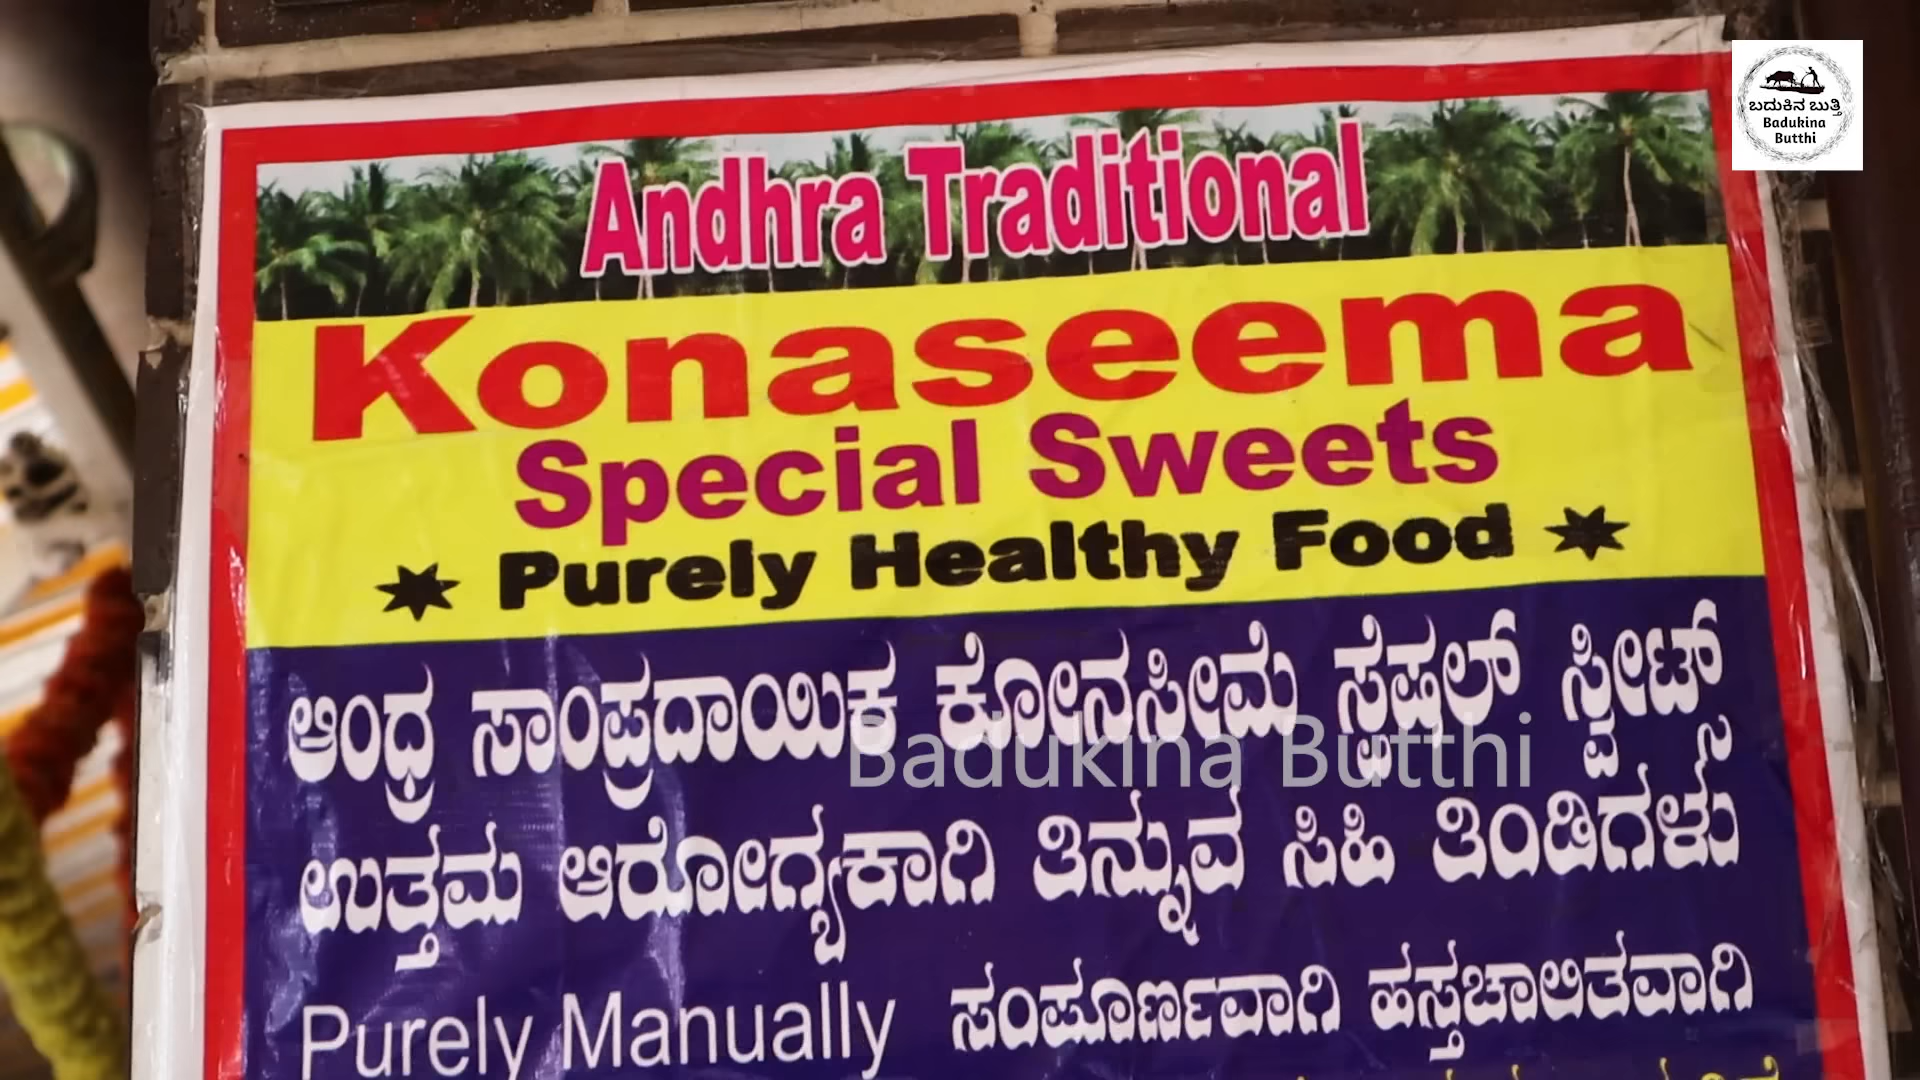 ಬದುಕಿನ ಬುತ್ತಿ
Badukina
Butthi
Andhra Traditional
Konaseema
Special Sweets
Purely Healthy Food
ಆಂಧ್ರ ಸಾಂಪ್ರದಾಯಿಕ ಕೋನಸೀಮೆ ಸ್ಪೆಷಲ್ ಸ್ವೀಟ್ಸ್
Badukina Butthi
ಉತ್ತಮ ಆರೋಗ್ಯಕಾಗಿ ತಿನ್ನುವ ಸಿಹಿ ತಿಂಡಿಗಳು
Purely Manually ಸಂಪೂರ್ಣವಾಗಿ ಹಸ್ತಚಾಲಿತವಾಗಿ